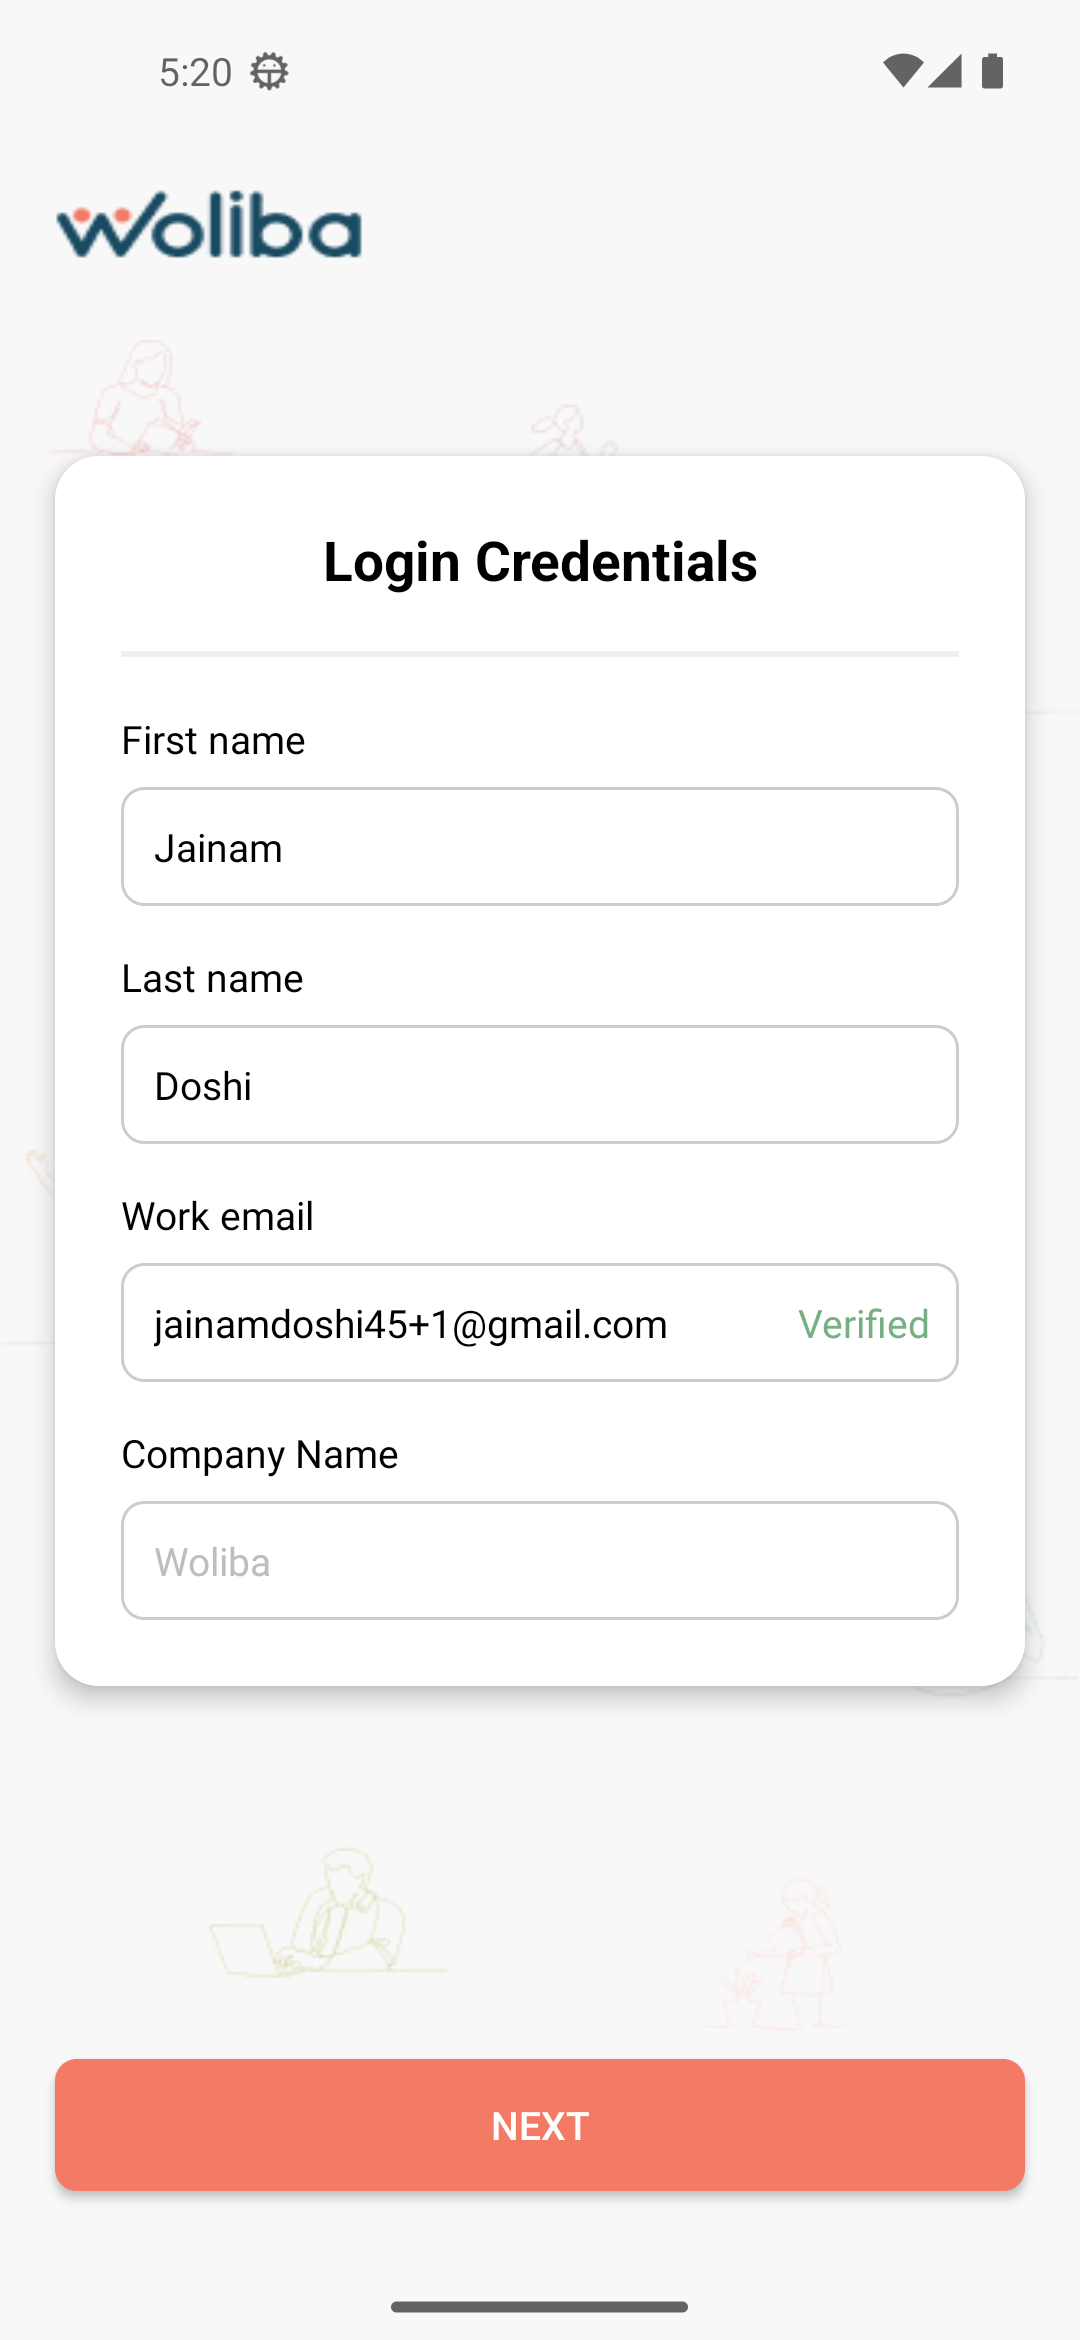 5:20
Woliba
Login Credentials
First name
Jainam
Last name
Doshi
Work email
jainamdoshi45+1@gmail.com Verified
Company Name
Woliba
NEXT